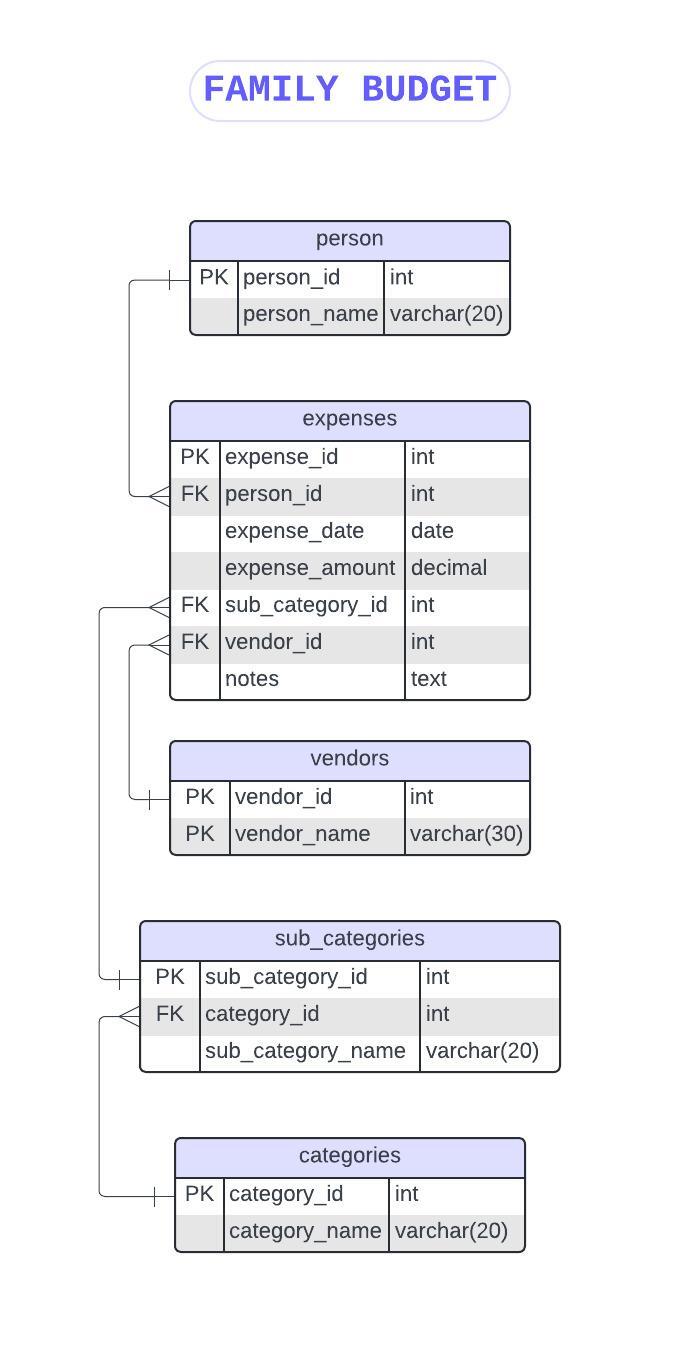 FAMILY BUDGET
person
PK person_id int
person_name varchar(20)
expenses
PK expense_id int
FK person_id int
expense_date date
expense_amount decimal
FK sub_category_id int
FK vendor_id int
notes text
vendors
PK vendor_id int
PK vendor_name varchar(30)
sub_categories
PK sub_category_id int
FK category_id int
sub_category_name varchar(20)
categories
PK category_id int
category_name varchar(20)